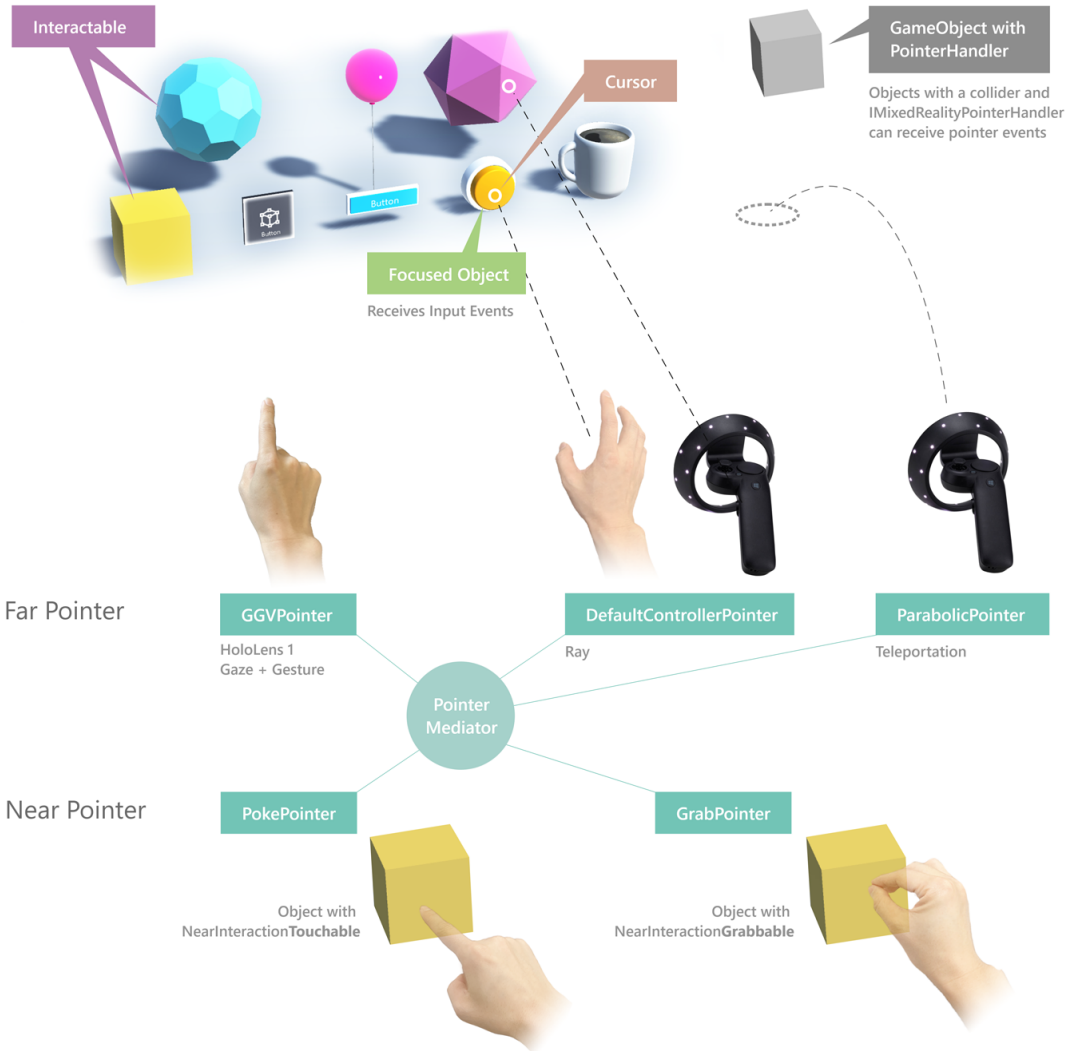 Interactable
Cursor
GameObject with
PointerHandler
Objects with a collider and
IMixedRealityPointerHandler
can receive pointer events
Button
Button
Focused Object
Receives Input Events
Far Pointer
GGVPointer
HoloLens 1
Gaze + Gesture
DefaultControllerPointer
Ray
ParabolicPointer
Teleportation
Pointer
Mediator
Near Pointer
PokePointer
GrabPointer
Object with
NearInteractionTouchable
Object with
NearInteractionGrabbable